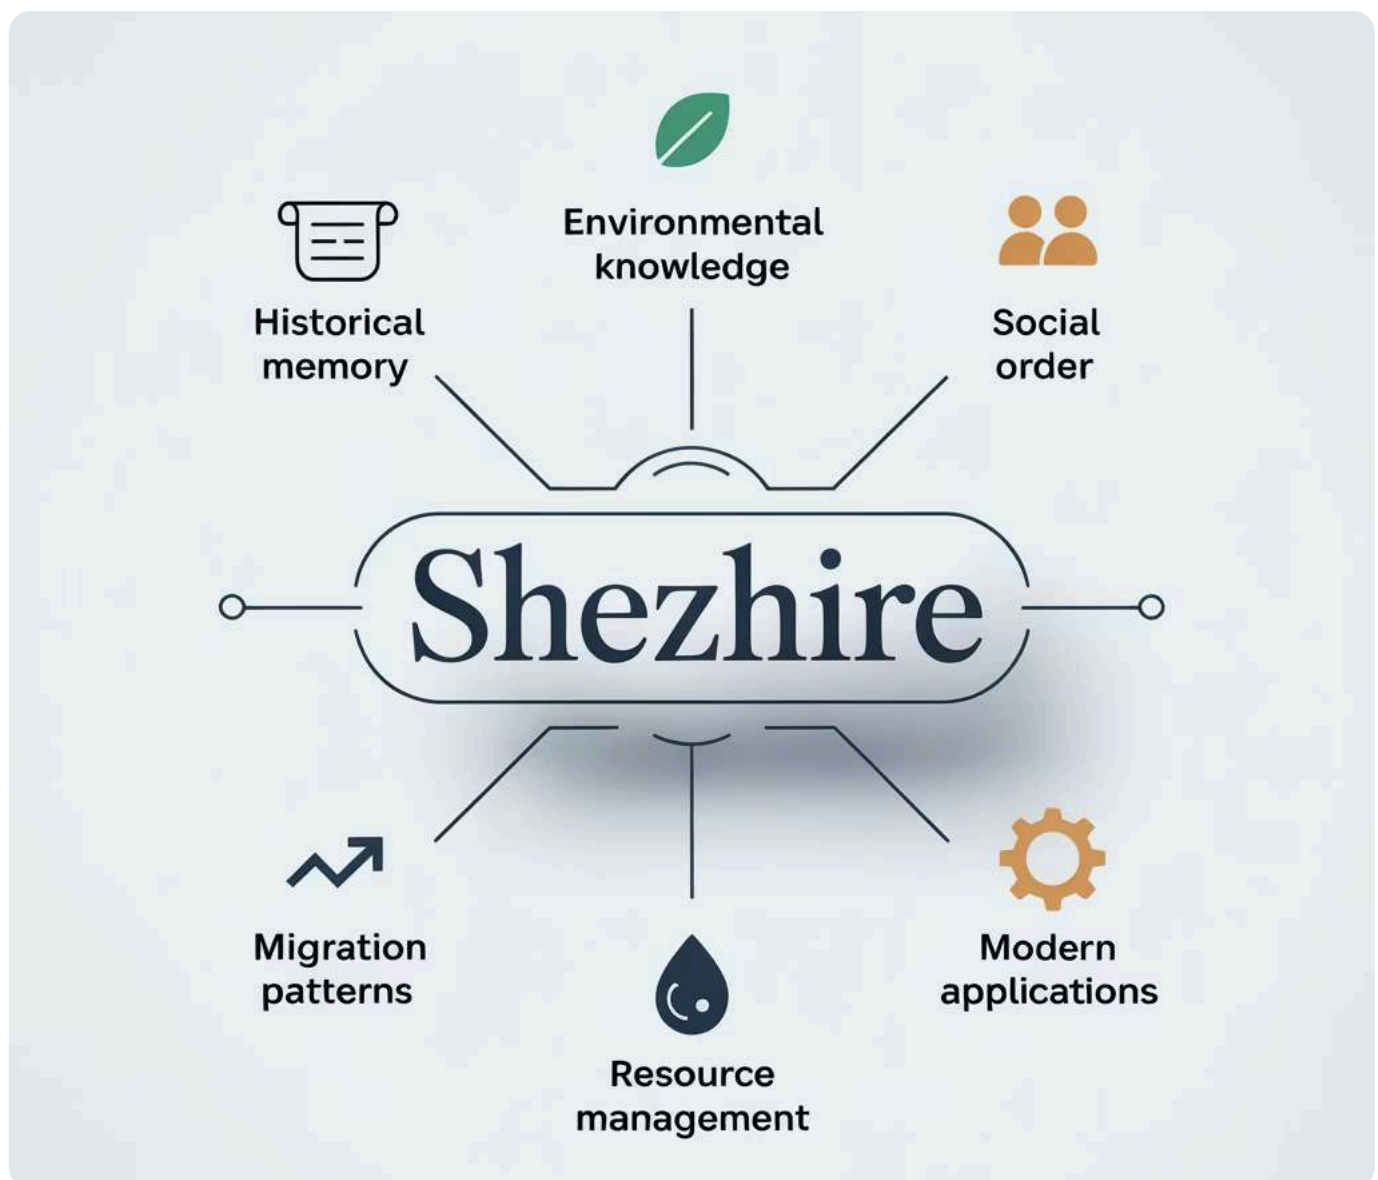 Environmental
knowledge
Historical
memory
Social
order
Shezhire
Migration
patterns
Modern
applications
Resource
management